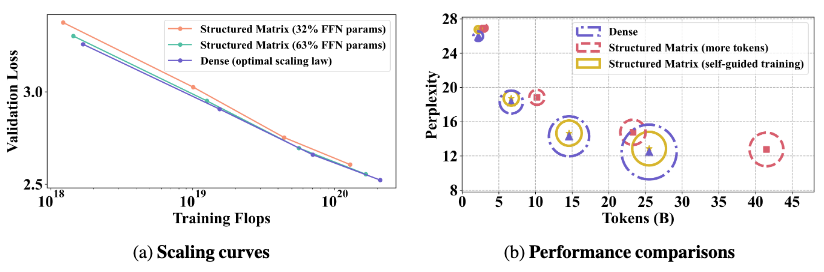 Validation Loss
3.0
2.5
10^18
10^19
10^20
Training Flops
Structured Matrix (32% FFN params)
Structured Matrix (63% FFN params)
Dense (optimal scaling law)
(a) Scaling curves
Perplexity
28
24
20
16
12
8
0
5
10
15
20
25
30
35
40
45
Tokens (B)
Dense
Structured Matrix (more tokens)
Structured Matrix (self-guided training)
(b) Performance comparisons